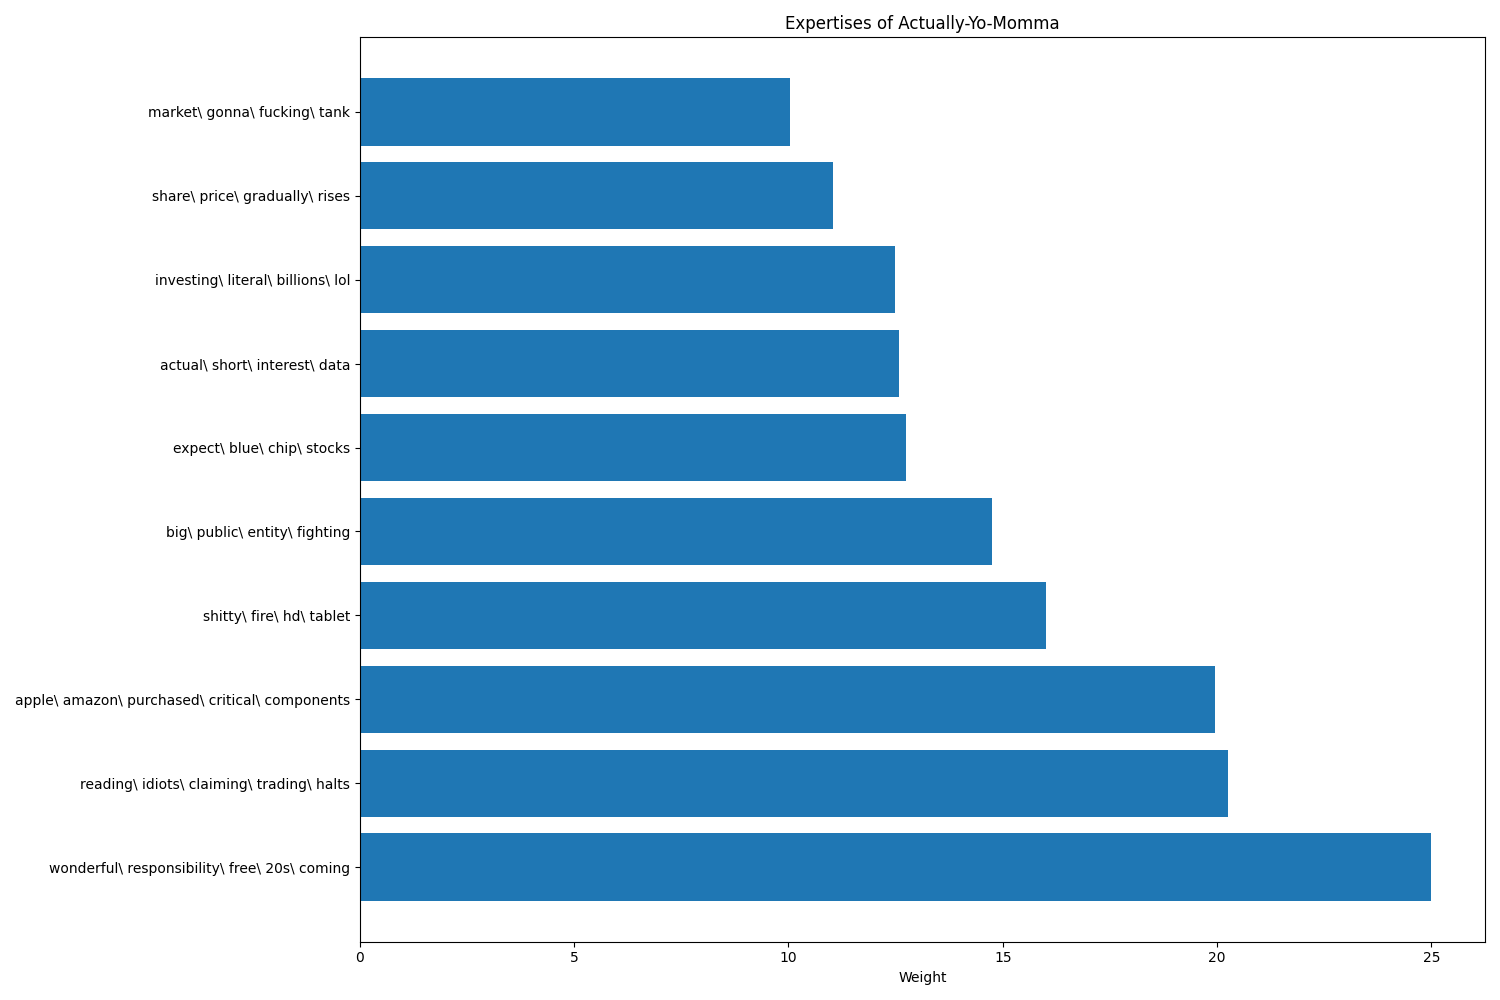 Expertises of Actually-Yo-Momma
market\ gonna\ fucking\ tank
share\ price\ gradually\ rises
investing\ literal\ billions\ lol
actual\ short\ interest\ data
expect\ blue\ chip\ stocks
big\ public\ entity\ fighting
shitty\ fire\ hd\ tablet
apple\ amazon\ purchased\ critical\ components
reading\ idiots\ claiming\ trading\ halts
wonderful\ responsibility\ free\ 20s\ coming
0 5 10 15 20 25
Weight